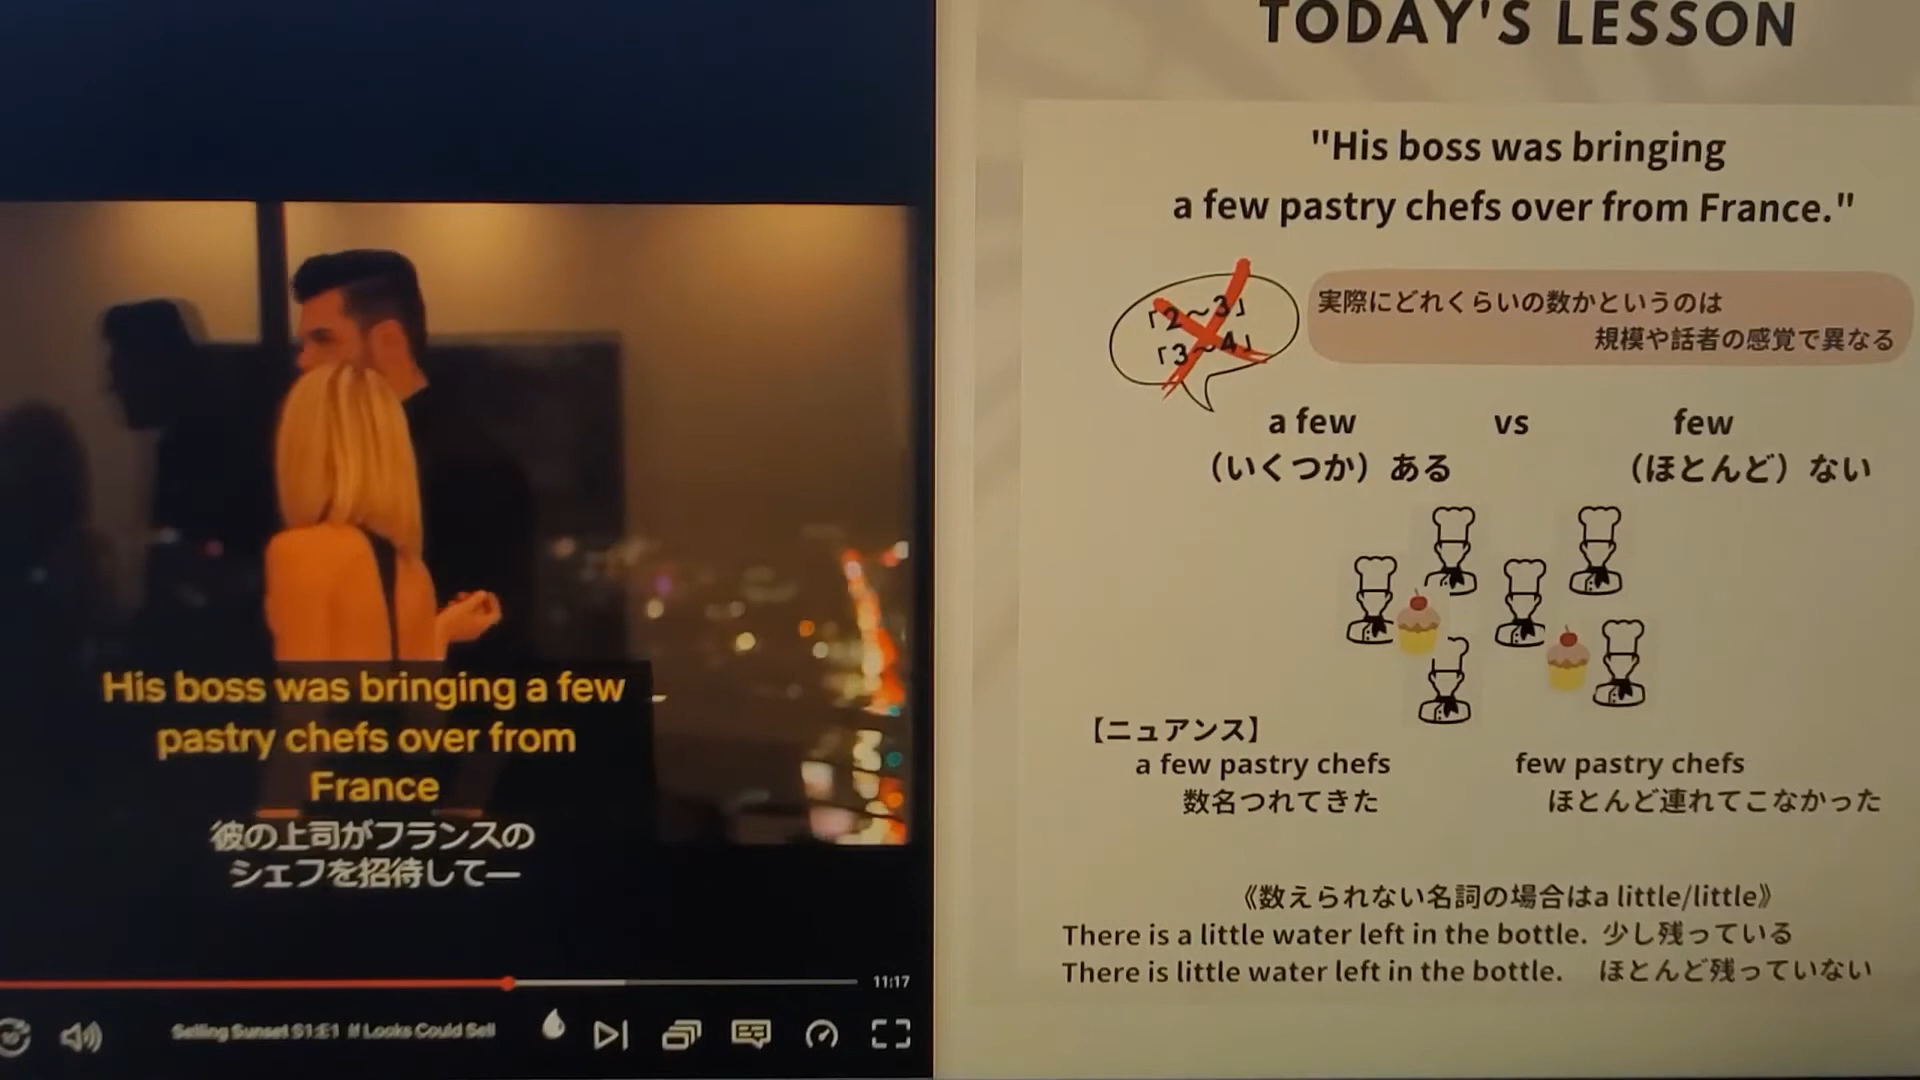 His boss was bringing a few
pastry chefs over from
France
彼の上司がフランスの
シェフを招待して—
11:17
Selling Sunset S1:E1 If Looks Could Sell
TODAY'S LESSON
"His boss was bringing
a few pastry chefs over from France."
「2〜3」
「3〜4」
実際にどれくらいの数かというのは
規模や話者の感覚で異なる
a few vs few
（いくつか）ある （ほとんど）ない
【ニュアンス】
a few pastry chefs few pastry chefs
数名つれてきた ほとんど連れてこなかった
《数えられない名詞の場合はa little/little》
There is a little water left in the bottle. 少し残っている
There is little water left in the bottle. ほとんど残っていない